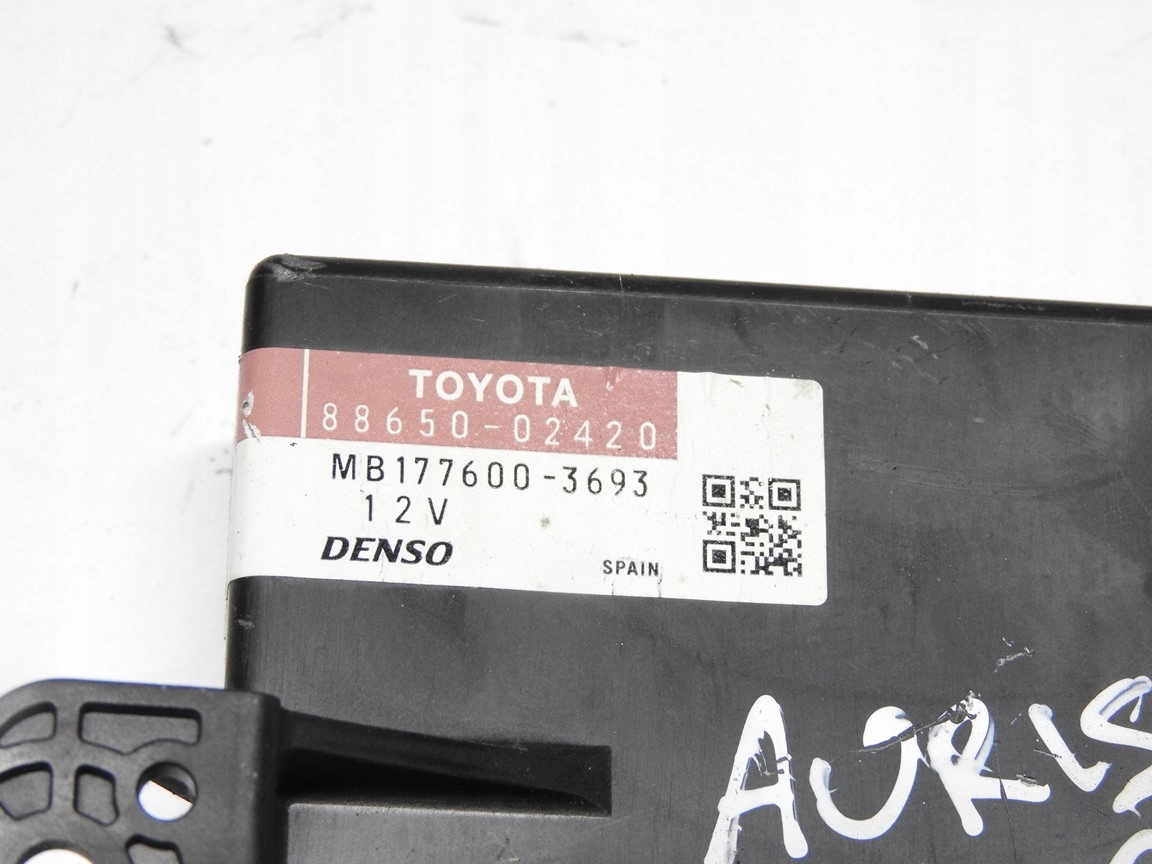 TOYOTA
88650-02420
MB177600-3693
12V
DENSO
SPAIN
AURIS